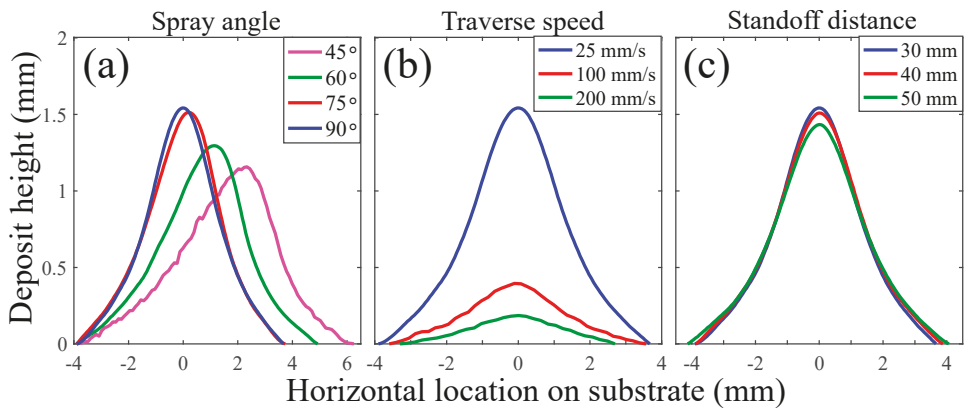 Spray angle
Traverse speed
Standoff distance
Deposit height (mm)
2
1.5
1
0.5
0
(a)
45°
60°
75°
90°
-4
-2
0
2
4
6
(b)
25 mm/s
100 mm/s
200 mm/s
-4
-2
0
2
4
(c)
30 mm
40 mm
50 mm
-4
-2
0
2
4
Horizontal location on substrate (mm)